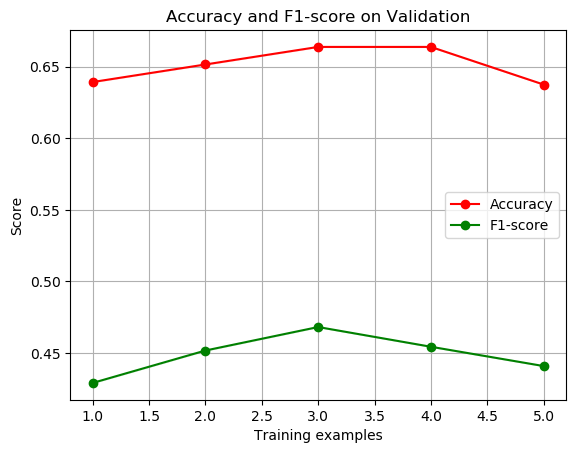 Accuracy and F1-score on Validation
Score
0.65
0.60
0.55
0.50
0.45
Accuracy
F1-score
1.0 1.5 2.0 2.5 3.0 3.5 4.0 4.5 5.0
Training examples